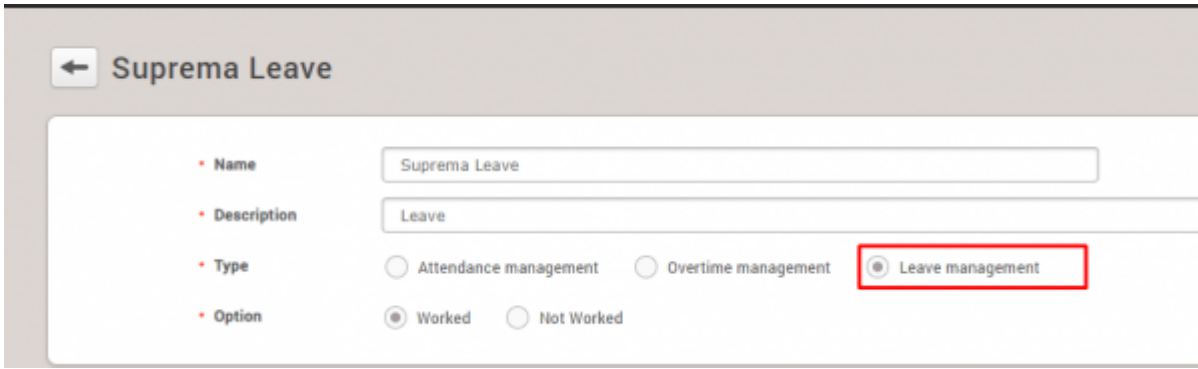 Suprema Leave
Name Suprema Leave
Description Leave
Type Attendance management Overtime management Leave management
Option Worked Not Worked